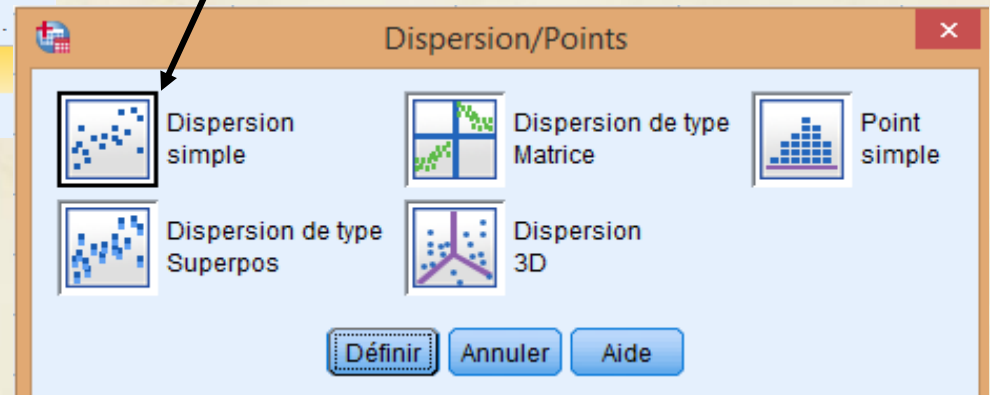 Dispersion/Points
Dispersion
simple
Dispersion de type
Matrice
Point
simple
Dispersion de type
Superpos
Dispersion
3D
Définir
Annuler
Aide